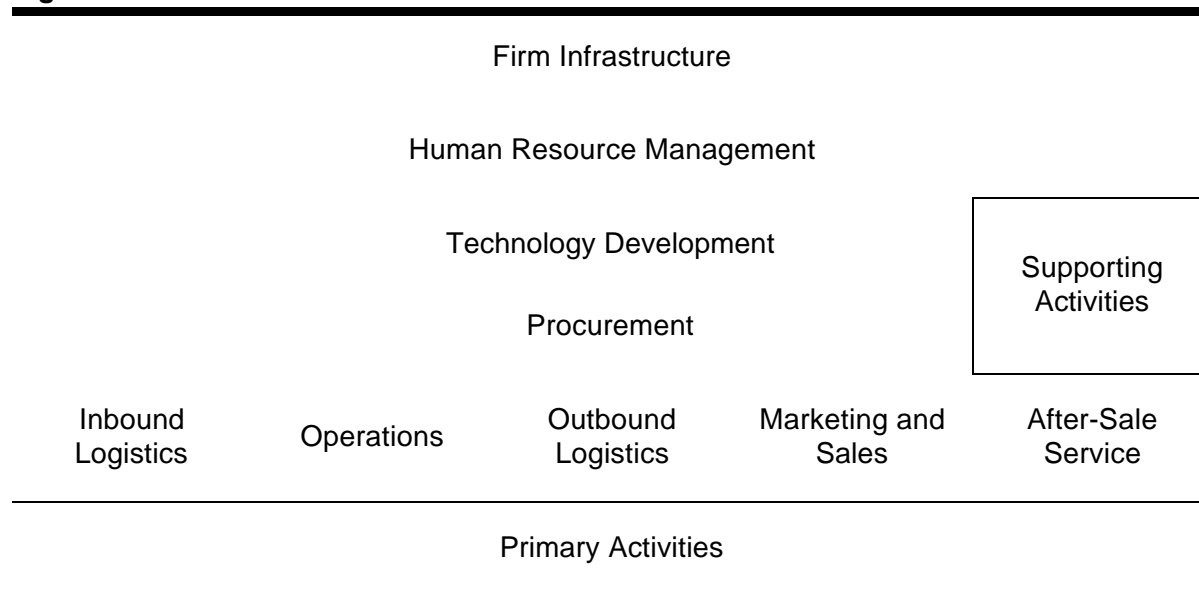 Firm Infrastructure
Human Resource Management
Technology Development
Supporting
Activities
Procurement
Inbound
Logistics
Operations
Outbound
Logistics
Marketing and
Sales
After-Sale
Service
Primary Activities